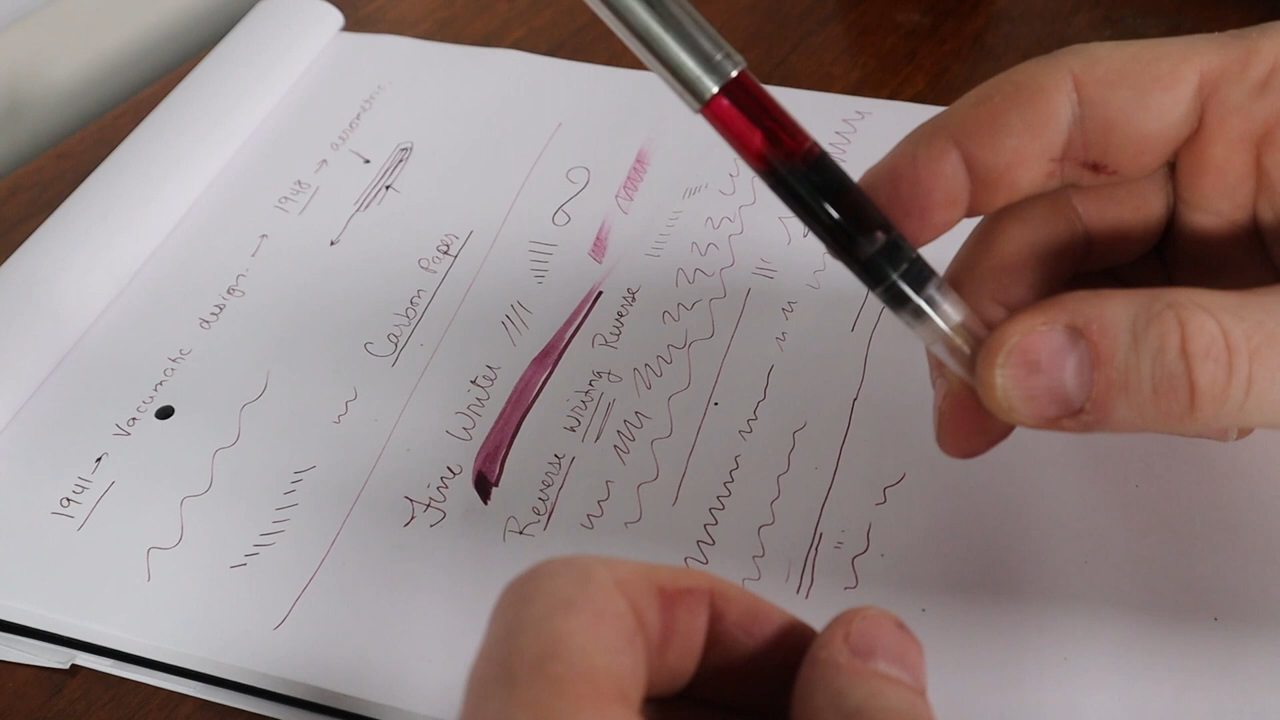 1941 → Vacumatic design. → 1948 → aerometric
Carbon Paper
Fine Writer
Reverse Writing Reverse